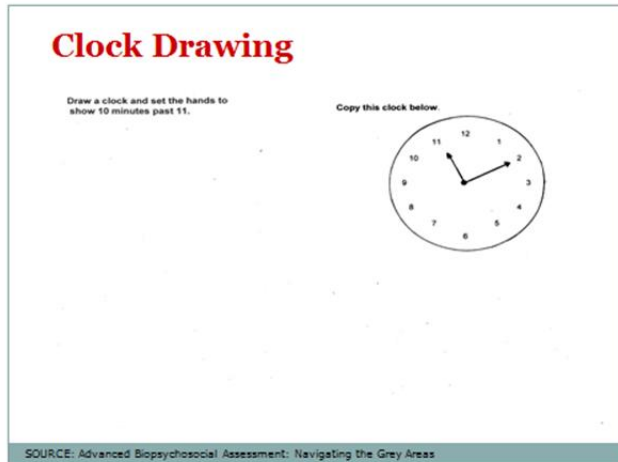 Clock Drawing
Draw a clock and set the hands to
show 10 minutes past 11.
Copy this clock below.
12
11
1
10
2
9
3
8
4
7
5
6
SOURCE: Advanced Biopsychosocial Assessment: Navigating the Grey Areas